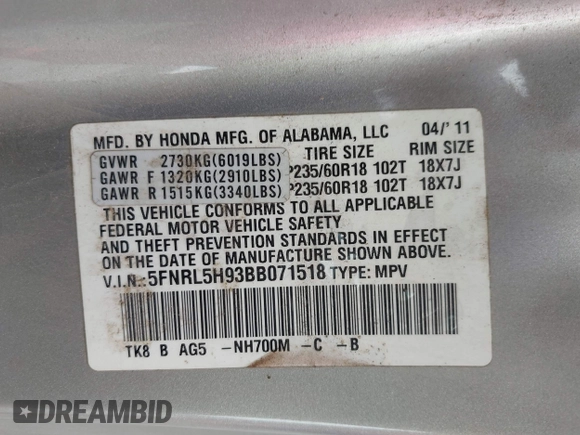 MFD. BY HONDA MFG. OF ALABAMA, LLC 04/'11
GVWR 2730KG(6019LBS) TIRE SIZE RIM SIZE
GAWR F 1320KG(2910LBS) P235/60R18 102T 18X7J
GAWR R 1515KG(3340LBS) P235/60R18 102T 18X7J
THIS VEHICLE CONFORMS TO ALL APPLICABLE
FEDERAL MOTOR VEHICLE SAFETY
AND THEFT PREVENTION STANDARDS IN EFFECT
ON THE DATE OF MANUFACTURE SHOWN ABOVE.
V.I.N.:5FNRL5H93BB071518 TYPE: MPV
TK8 B AG5 -NH700M -C -B
DREAMBID